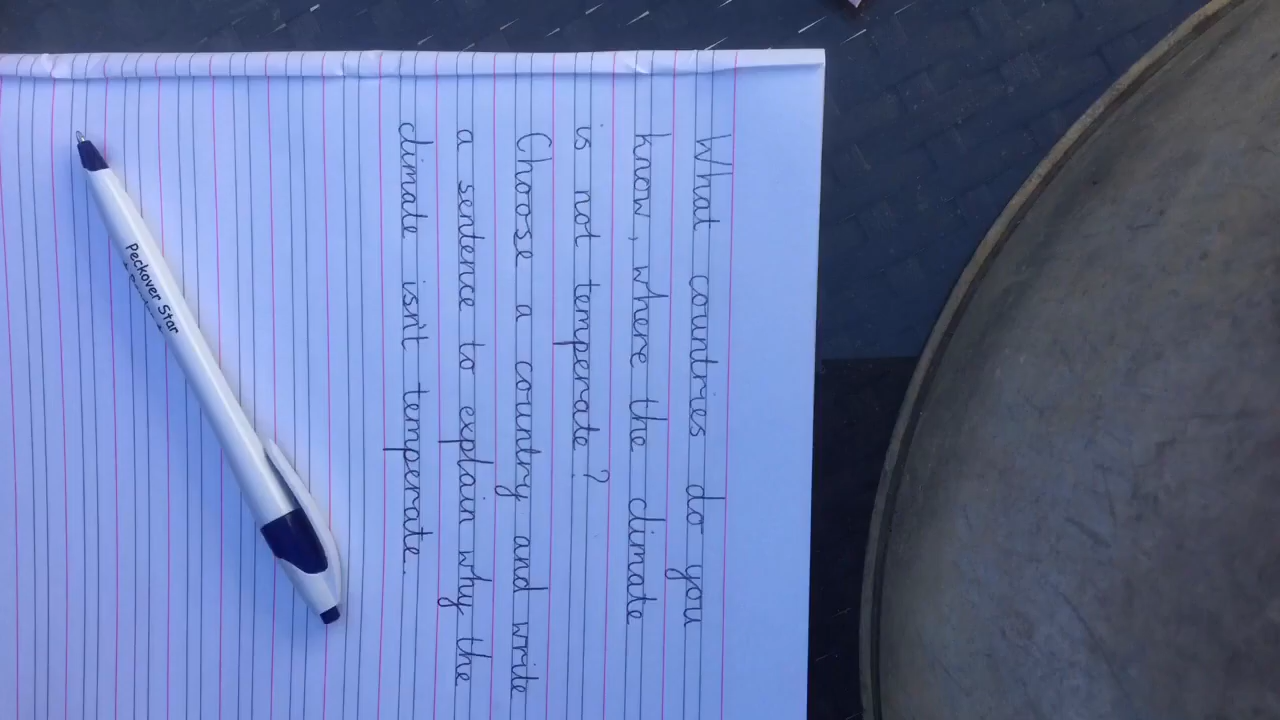 What countries do you
know, where the climate
is not temperate?
Choose a country and write
a sentence to explain why the
climate isn't temperate.
Peckover Star